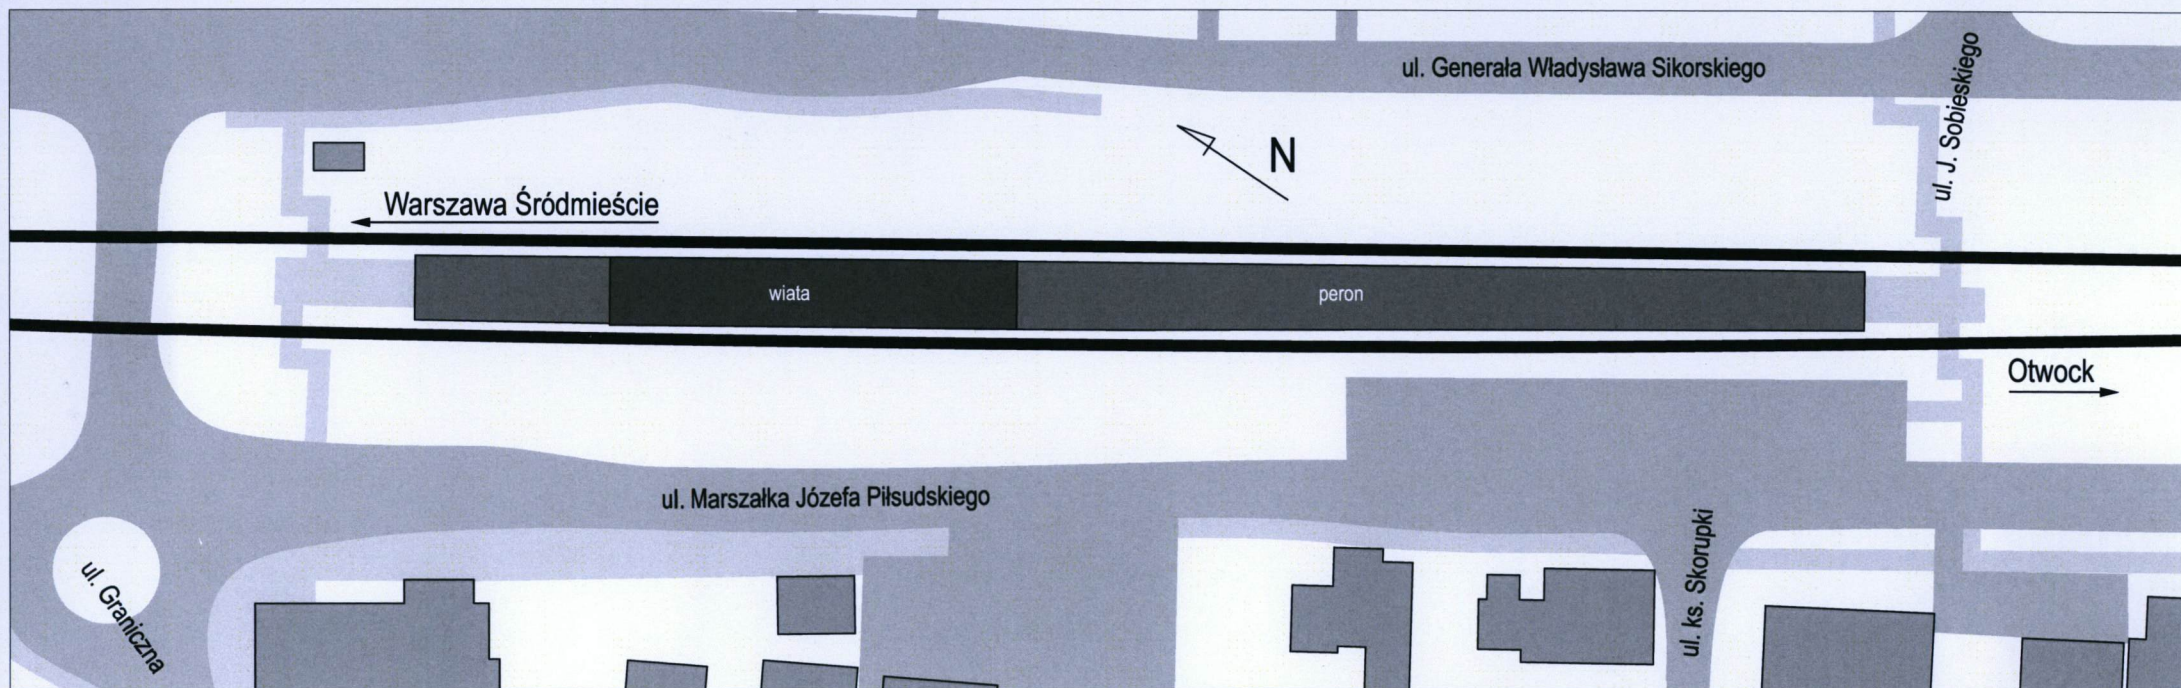 ul. Generała Władysława Sikorskiego
ul. J. Sobieskiego
N
Warszawa Śródmieście
wiata
peron
Otwock
ul. Marszałka Józefa Piłsudskiego
ul. Graniczna
ul. ks. Skorupki